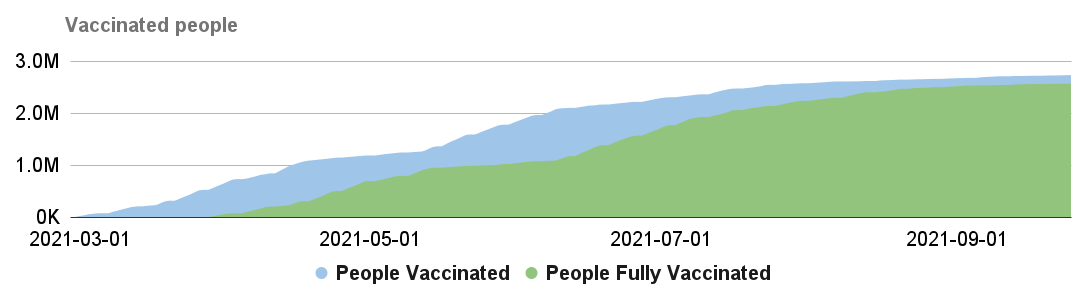 Vaccinated people
3.0M
2.0M
1.0M
0K
2021-03-01 2021-05-01 2021-07-01 2021-09-01
People Vaccinated People Fully Vaccinated